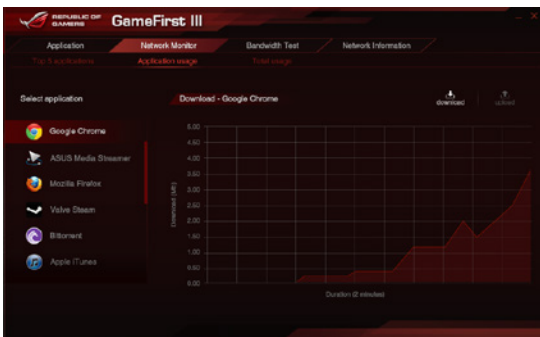 REPUBLIC OF
GAMERS
GameFirst III
Application
Network Monitor
Bandwidth Test
Network Information
Top 5 applications
Application usage
Total usage
Select application
Download - Google Chrome
download
upload
Google Chrome
ASUS Media Streamer
Mozilla Firefox
Valve Steam
Bittorrent
Apple iTunes
Download (MB)
5.00
4.50
4.00
3.50
3.00
2.50
2.00
1.50
1.00
0.50
0.00
Duration (2 minutes)